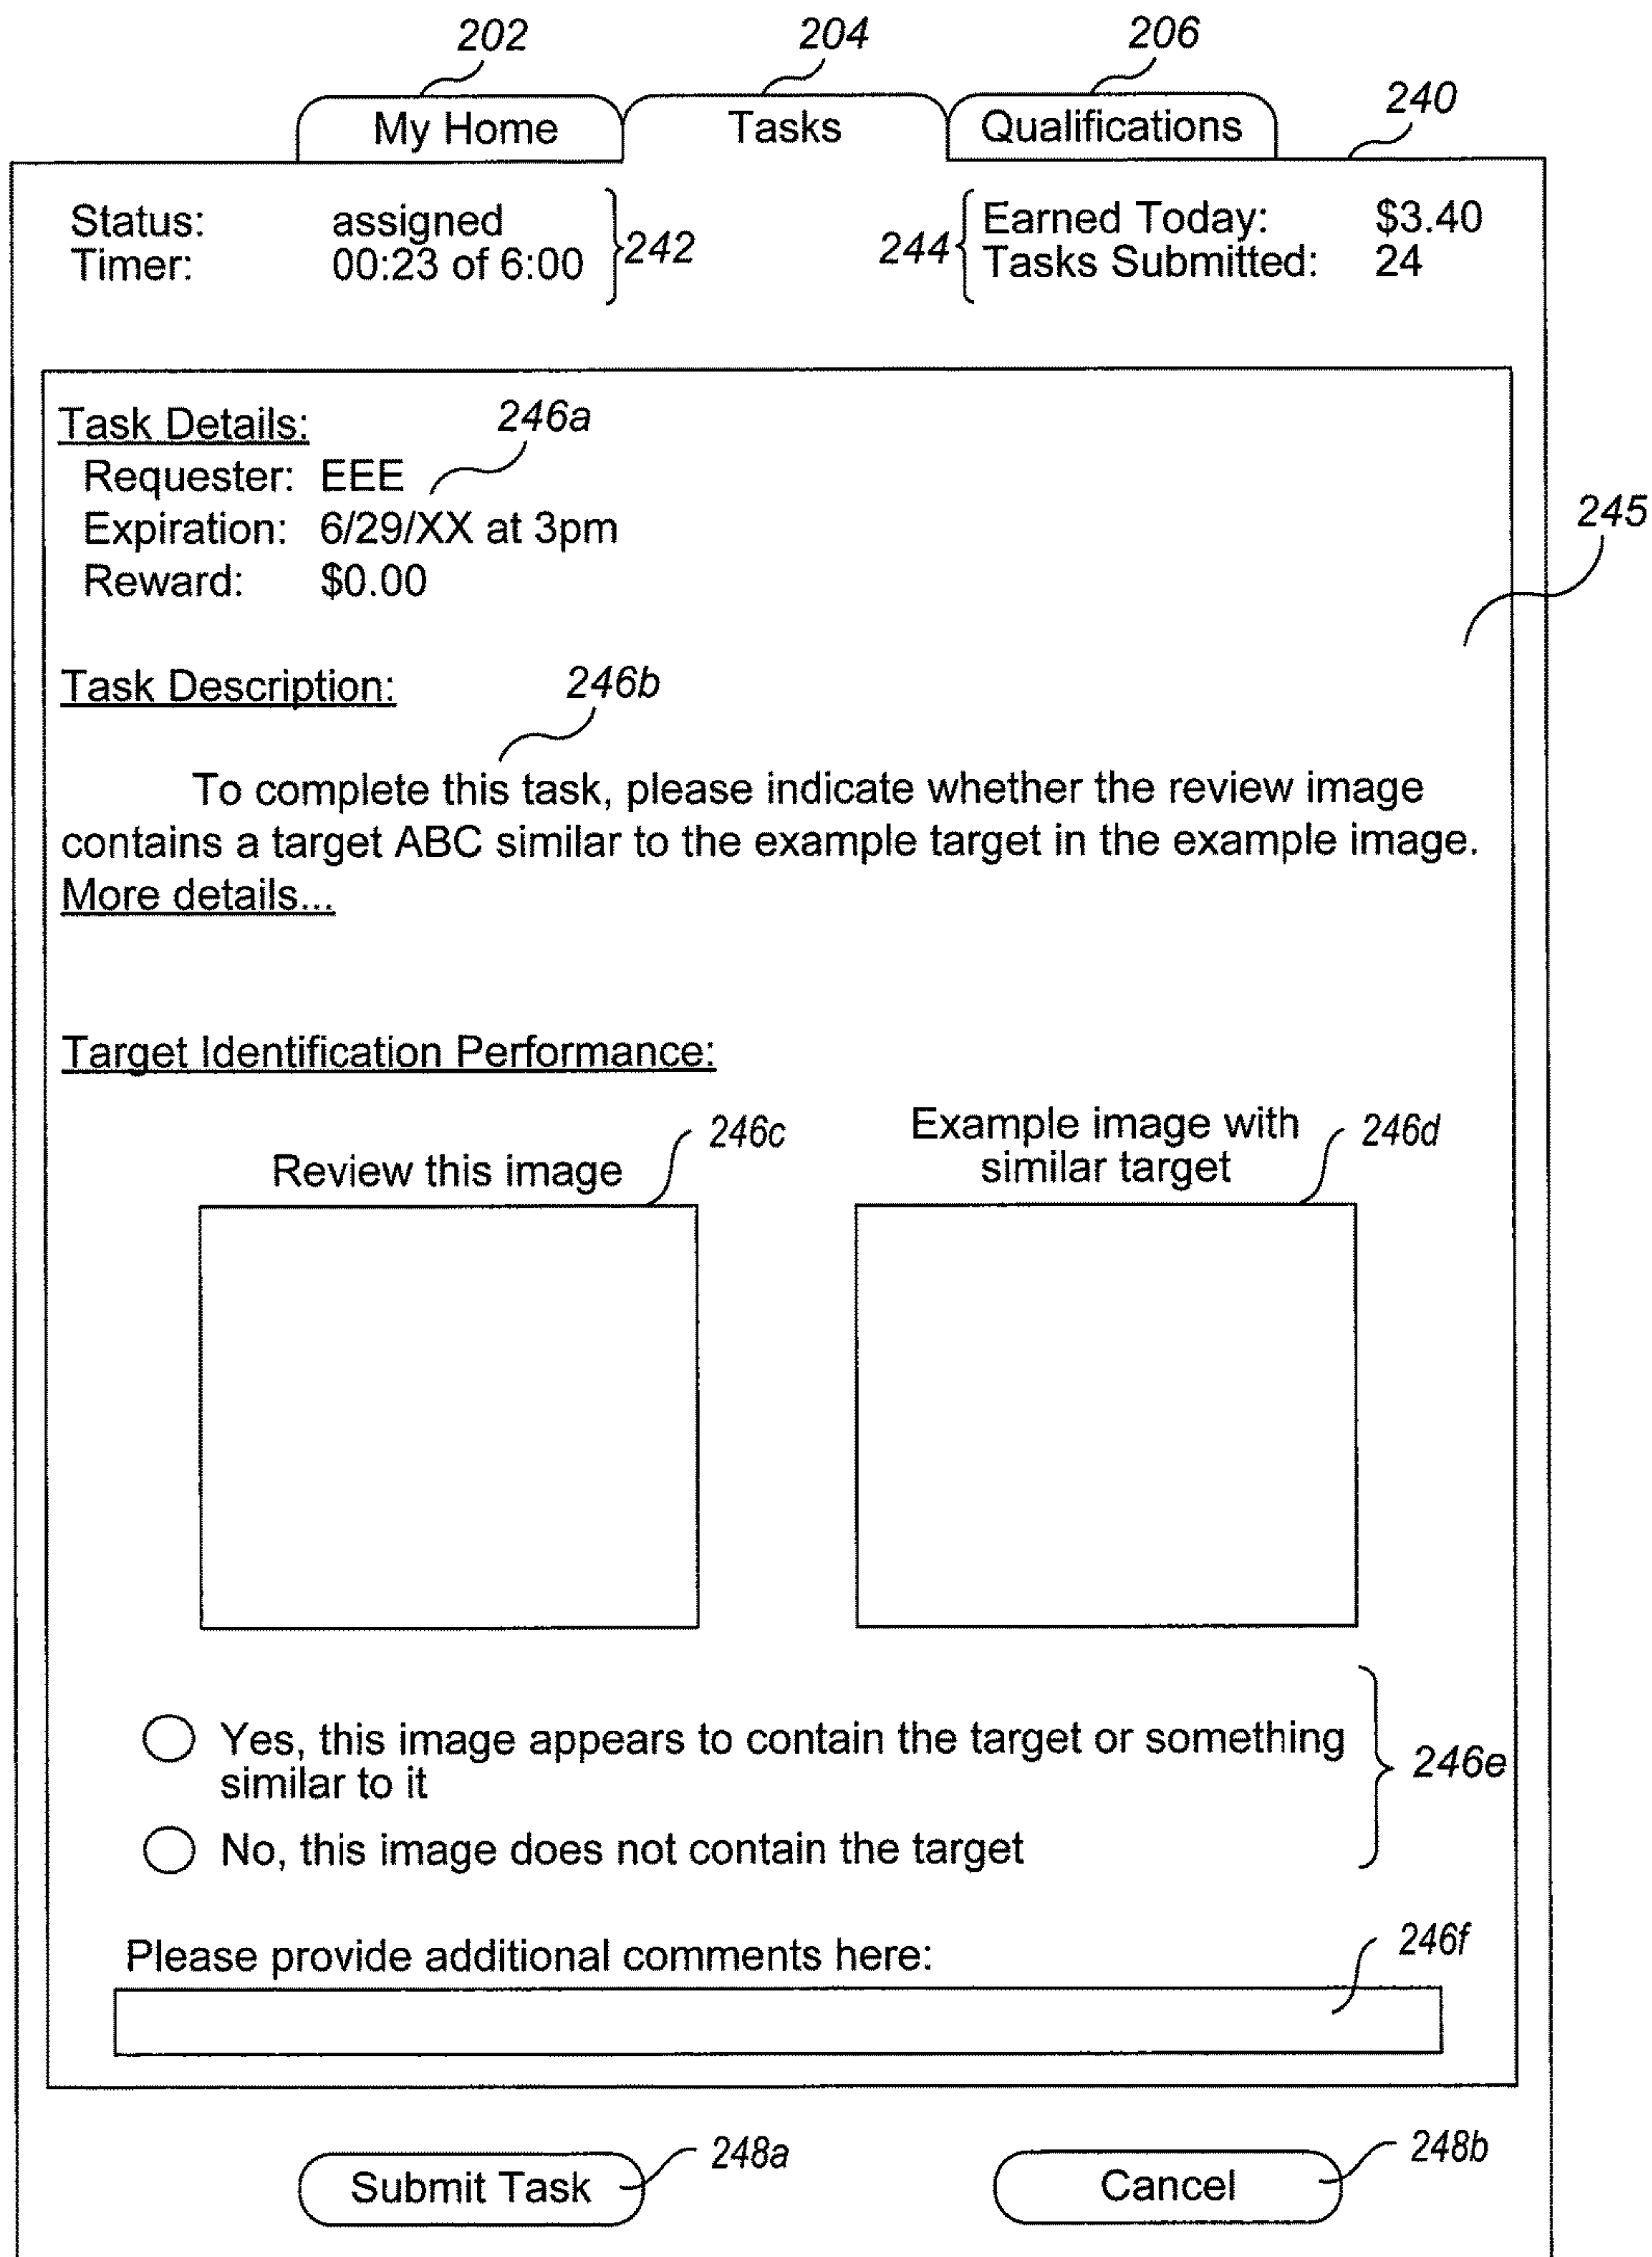 202 204 206
My Home Tasks Qualifications 240
Status: assigned Earned Today: $3.40
242 244
Timer: 00:23 of 6:00 Tasks Submitted: 24
Task Details: 246a
Requester: EEE
Expiration: 6/29/XX at 3pm 245
Reward: $0.00
Task Description: 246b
To complete this task, please indicate whether the review image
contains a target ABC similar to the example target in the example image.
More details...
Target Identification Performance:
Review this image 246c
Example image with
similar target 246d
Yes, this image appears to contain the target or something
similar to it
246e
No, this image does not contain the target
Please provide additional comments here: 246f
Submit Task 248a Cancel 248b